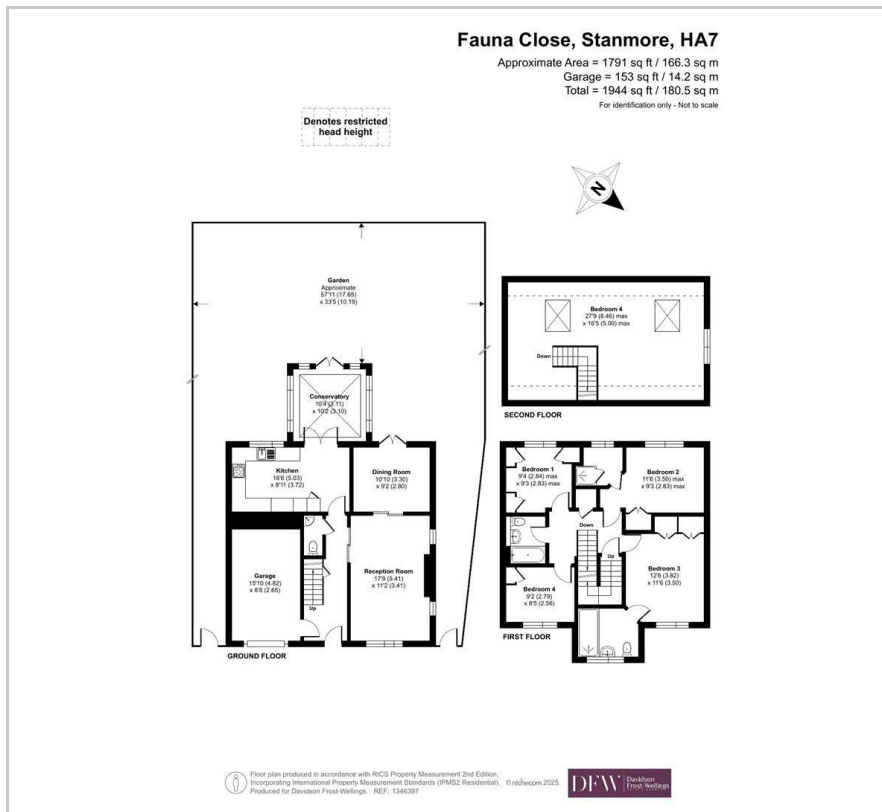 Fauna Close, Stanmore, HA7
Approximate Area = 1791 sq ft / 166.3 sq m
Garage = 153 sq ft / 14.2 sq m
Total = 1944 sq ft / 180.5 sq m
For identification only - Not to scale
Denotes restricted
head height
N
Garden
Approximate
57'11 (17.65)
x 33'5 (10.19)
Conservatory
10'4 (3.11)
x 10'2 (3.10)
Kitchen
16'6 (5.03)
x 8'11 (3.72)
Dining Room
10'10 (3.30)
x 9'2 (2.80)
Garage
15'10 (4.82)
x 8'8 (2.65)
Up
Reception Room
17'9 (5.41)
x 11'2 (3.41)
GROUND FLOOR
Bedroom 4
27'9 (8.46) max
x 16'5 (5.00) max
Down
SECOND FLOOR
Bedroom 1
9'4 (2.84) max
x 9'3 (2.83) max
Bedroom 2
11'6 (3.50) max
x 9'3 (2.83) max
Down
Up
Bedroom 3
12'6 (3.82)
x 11'6 (3.50)
Bedroom 4
9'2 (2.79)
x 8'5 (2.56)
FIRST FLOOR
Floor plan produced in accordance with RICS Property Measurement 2nd Edition,
Incorporating International Property Measurement Standards (IPMS2 Residential). © nichecom 2025.
Produced for Davidson Frost-Wellings. REF: 1346397
DFW Davidson
Frost-Wellings